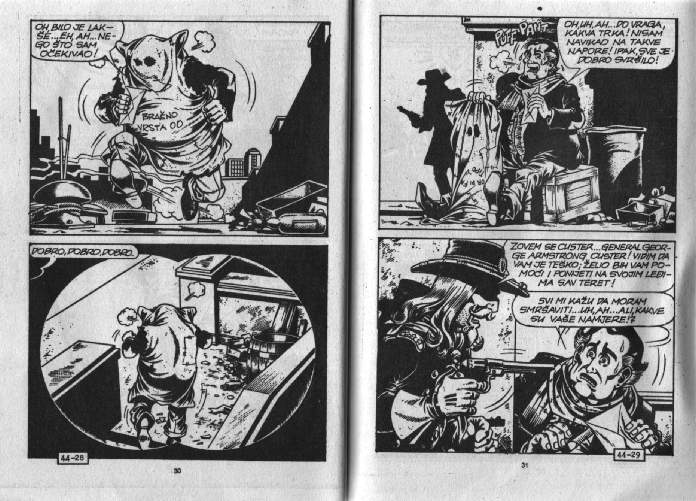 OH, BILO JE LAK-
ŠE...EH, AH...NE-
GO ŠTO SAM
OČEKIVAO!
BRAŠNO
VRSTA 00
DOBRO, DOBRO, DOBRO.
44-28
30
OH, UH, AH...DO VRAGA,
KAKVA TRKA! NISAM
NAVIKAO NA TAKVE
NAPORE! IPAK, SVE JE
DOBRO SVRŠILO!
ZOVEM SE CUSTER...GENERAL GEOR-
GE ARMSTRONG CUSTER! VIDIM DA
VAM JE TEŠKO; ŽELIO BIH VAM PO-
MOĆI I PONIJETI NA SVOJIM LEĐI-
MA SAV TERET!
SVI MI KAŽU DA MORAM
SMRŠAVITI...UH, AH...ALI, KAKVE
SU VAŠE NAMJERE!?
44-29
31